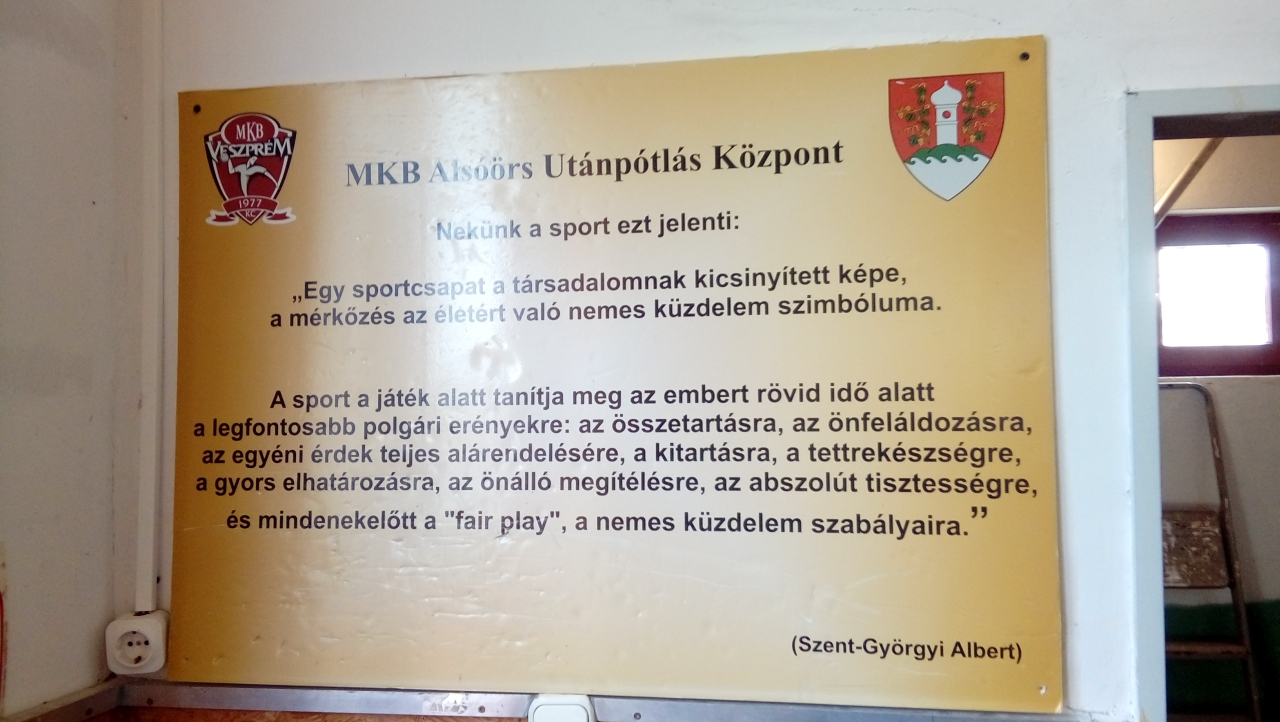 MKB
VESZPRÉM
1977
KC
MKB Alsóörs Utánpótlás Központ
Nekünk a sport ezt jelenti:
„Egy sportcsapat a társadalomnak kicsinyített képe,
a mérkőzés az életért való nemes küzdelem szimbóluma.
A sport a játék alatt tanítja meg az embert rövid idő alatt
a legfontosabb polgári erényekre: az összetartásra, az önfeláldozásra,
az egyéni érdek teljes alárendelésére, a kitartásra, a tettrekészségre,
a gyors elhatározásra, az önálló megítélésre, az abszolút tisztességre,
és mindenekelőtt a "fair play", a nemes küzdelem szabályaira.”
(Szent-Györgyi Albert)